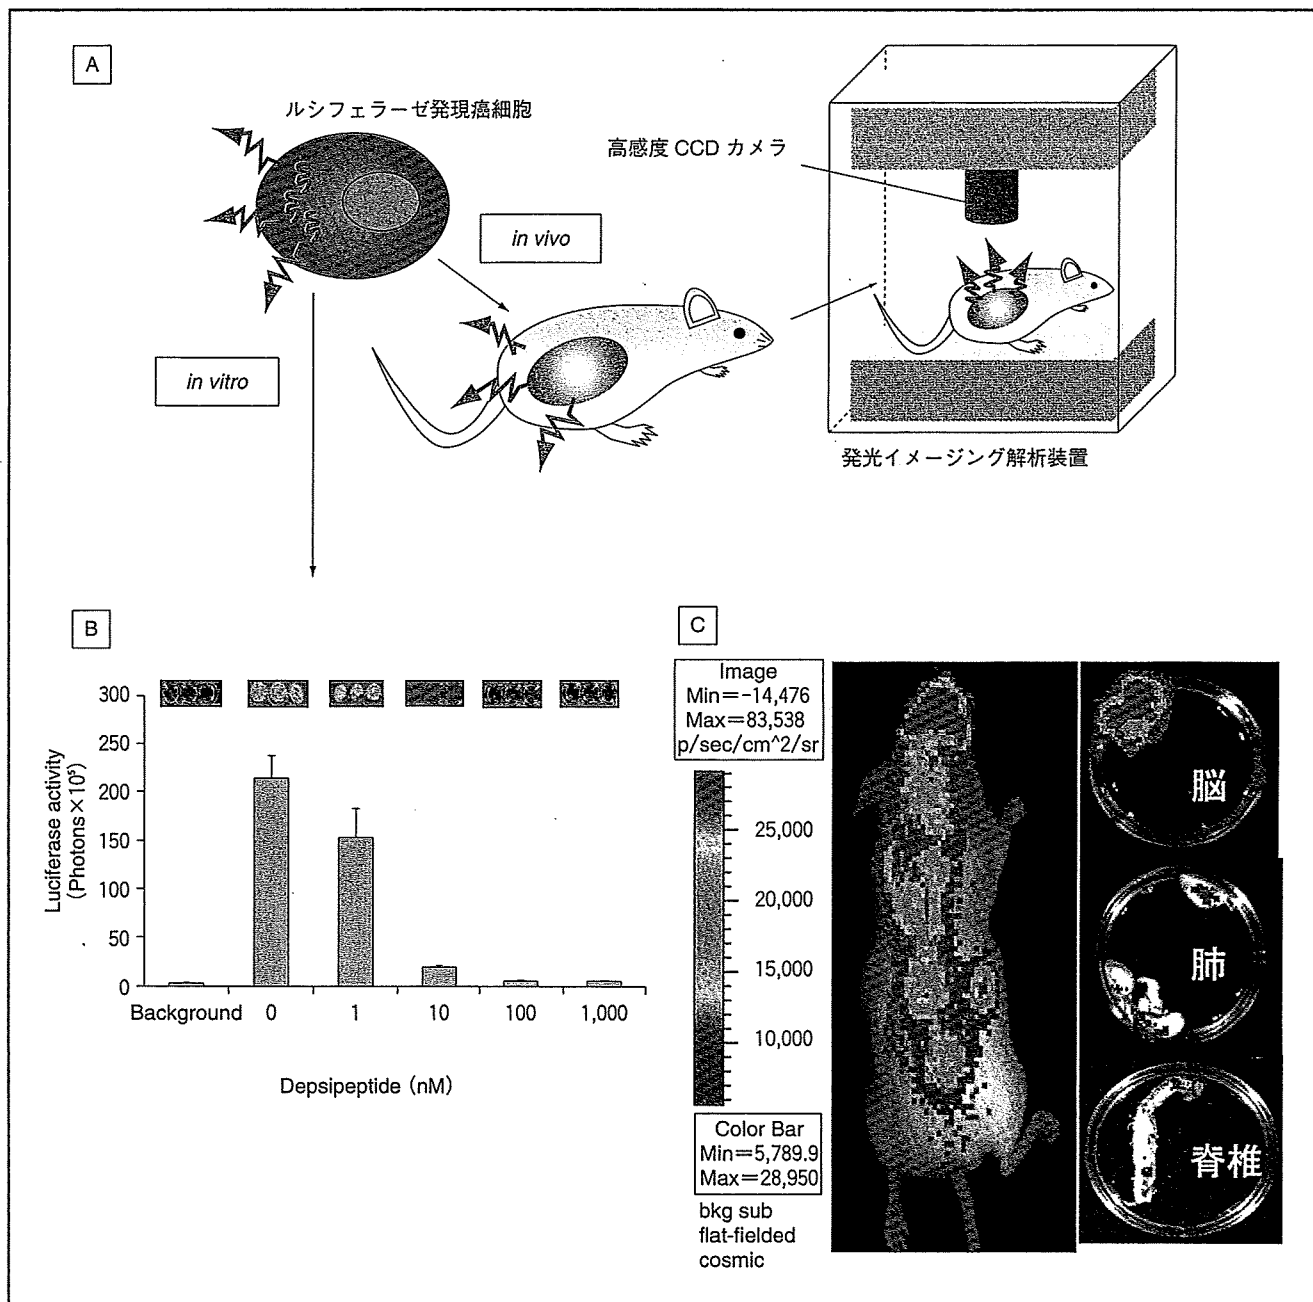 A
ルシフェラーゼ発現癌細胞
高感度 CCD カメラ
in vivo
in vitro
発光イメージング解析装置
B
300
250
200
150
100
50
0
Luciferase activity
(Photons×10⁵)
Background 0 1 10 100 1,000
Depsipeptide (nM)
C
Image
Min=-14,476
Max=83,538
p/sec/cm^2/sr
25,000
20,000
15,000
10,000
Color Bar
Min=5,789.9
Max=28,950
bkg sub
flat-fielded
cosmic
脳
肺
脊椎